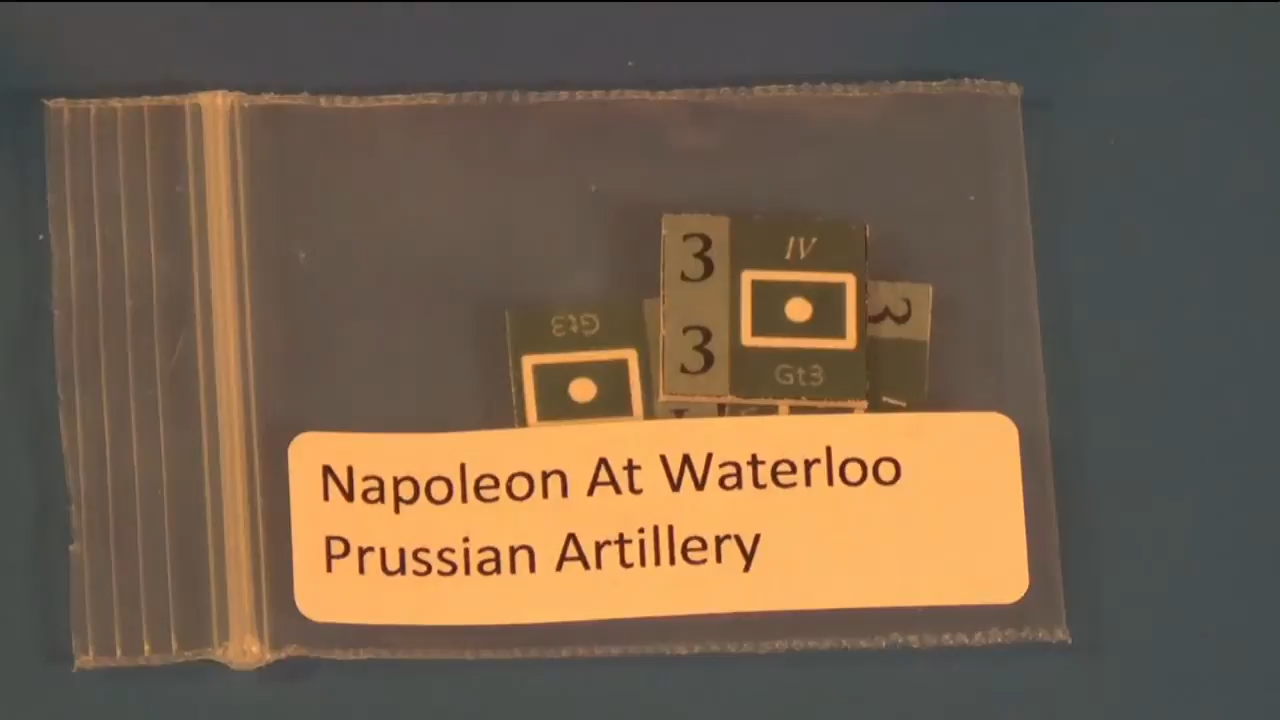 3 IV
3 Gt3
Gt3
3
Napoleon At Waterloo
Prussian Artillery